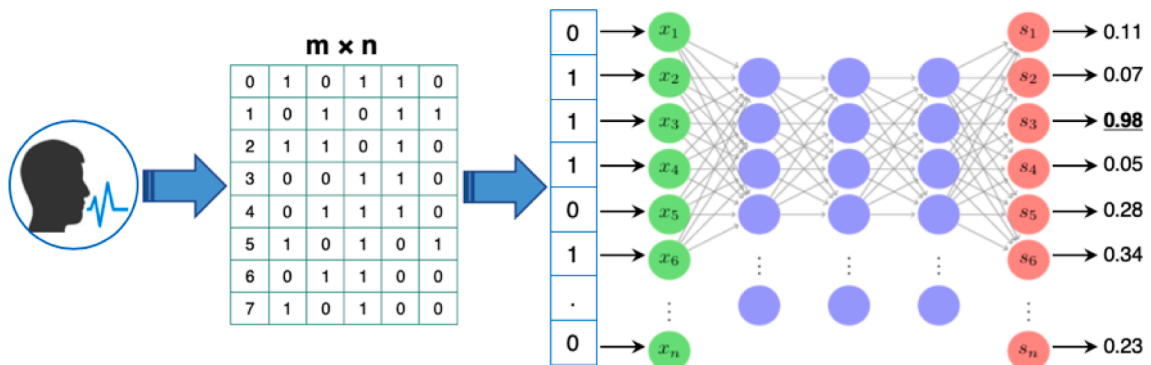 m × n
0 1 0 1 1 0
1 0 1 0 1 1
2 1 1 0 1 0
3 0 0 1 1 0
4 0 1 1 1 0
5 1 0 1 0 1
6 0 1 1 0 0
7 1 0 1 0 0
0 x1 s1 0.11
1 x2 s2 0.07
1 x3 s3 0.98
1 x4 s4 0.05
0 x5 s5 0.28
1 x6 s6 0.34
.
0 xn sn 0.23